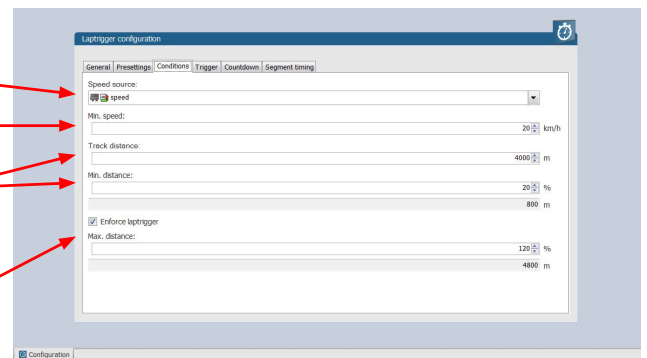 Laptrigger configuration
General Presettings Conditions Trigger Countdown Segment timing
Speed source:
speed
Min. speed:
20 km/h
Track distance:
4000 m
Min. distance:
20 %
800 m
Enforce laptrigger
Max. distance:
120 %
4800 m
Configuration